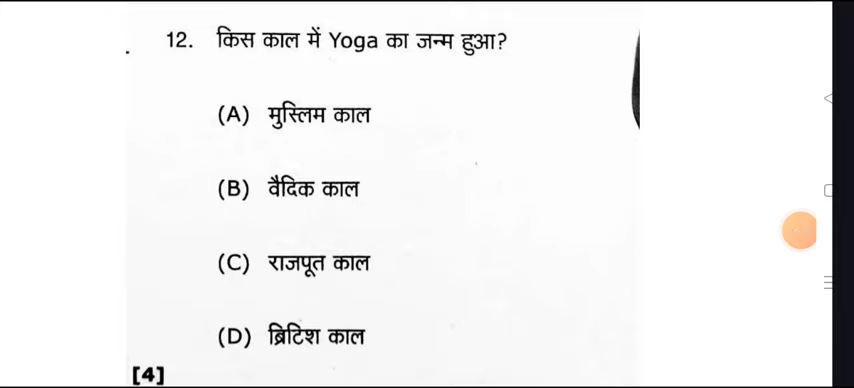 12. किस काल में Yoga का जन्म हुआ?
(A) मुस्लिम काल
(B) वैदिक काल
(C) राजपूत काल
(D) ब्रिटिश काल
[4]